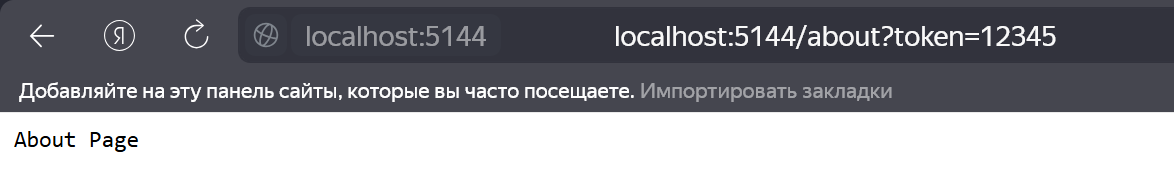 Я localhost:5144 localhost:5144/about?token=12345
Добавляйте на эту панель сайты, которые вы часто посещаете. Импортировать закладки
About Page